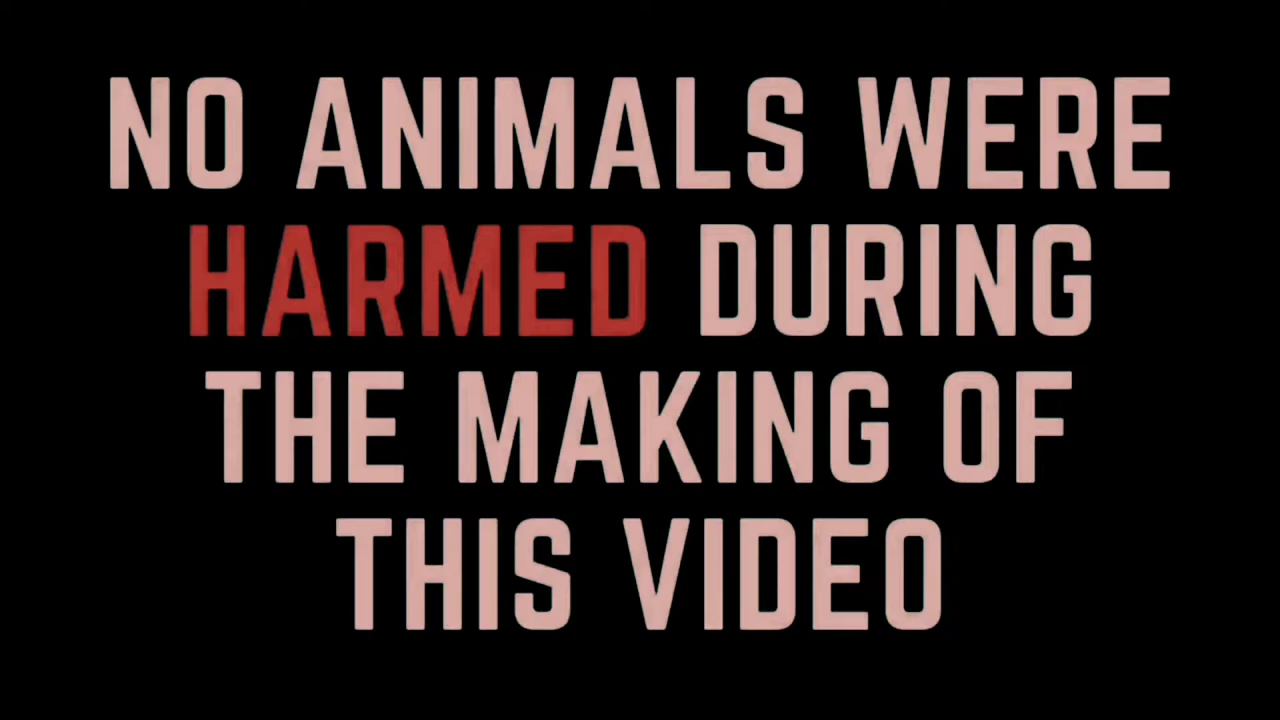 NO ANIMALS WERE
HARMED DURING
THE MAKING OF
THIS VIDEO